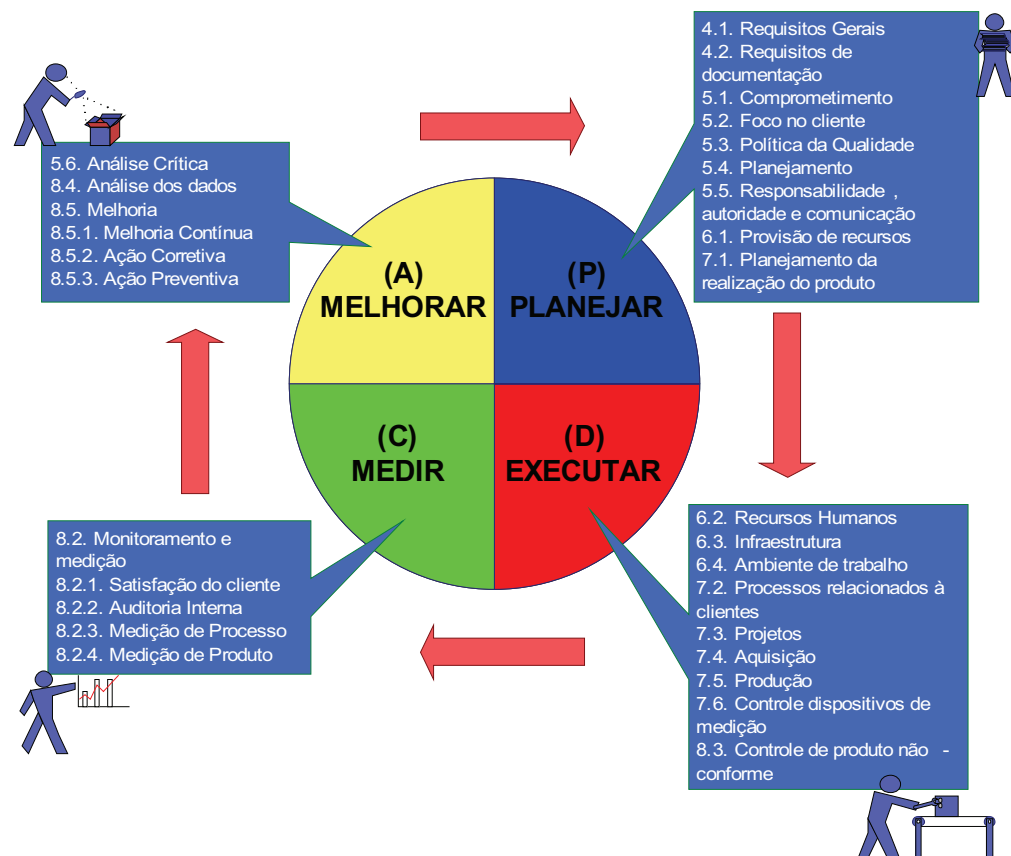 4.1. Requisitos Gerais
4.2. Requisitos de
documentação
5.1. Comprometimento
5.2. Foco no cliente
5.3. Política da Qualidade
5.4. Planejamento
5.5. Responsabilidade ,
autoridade e comunicação
6.1. Provisão de recursos
7.1. Planejamento da
realização do produto
5.6. Análise Crítica
8.4. Análise dos dados
8.5. Melhoria
8.5.1. Melhoria Contínua
8.5.2. Ação Corretiva
8.5.3. Ação Preventiva
(A)
MELHORAR
(P)
PLANEJAR
(C)
MEDIR
(D)
EXECUTAR
8.2. Monitoramento e
medição
8.2.1. Satisfação do cliente
8.2.2. Auditoria Interna
8.2.3. Medição de Processo
8.2.4. Medição de Produto
6.2. Recursos Humanos
6.3. Infraestrutura
6.4. Ambiente de trabalho
7.2. Processos relacionados à
clientes
7.3. Projetos
7.4. Aquisição
7.5. Produção
7.6. Controle dispositivos de
medição
8.3. Controle de produto não -
conforme